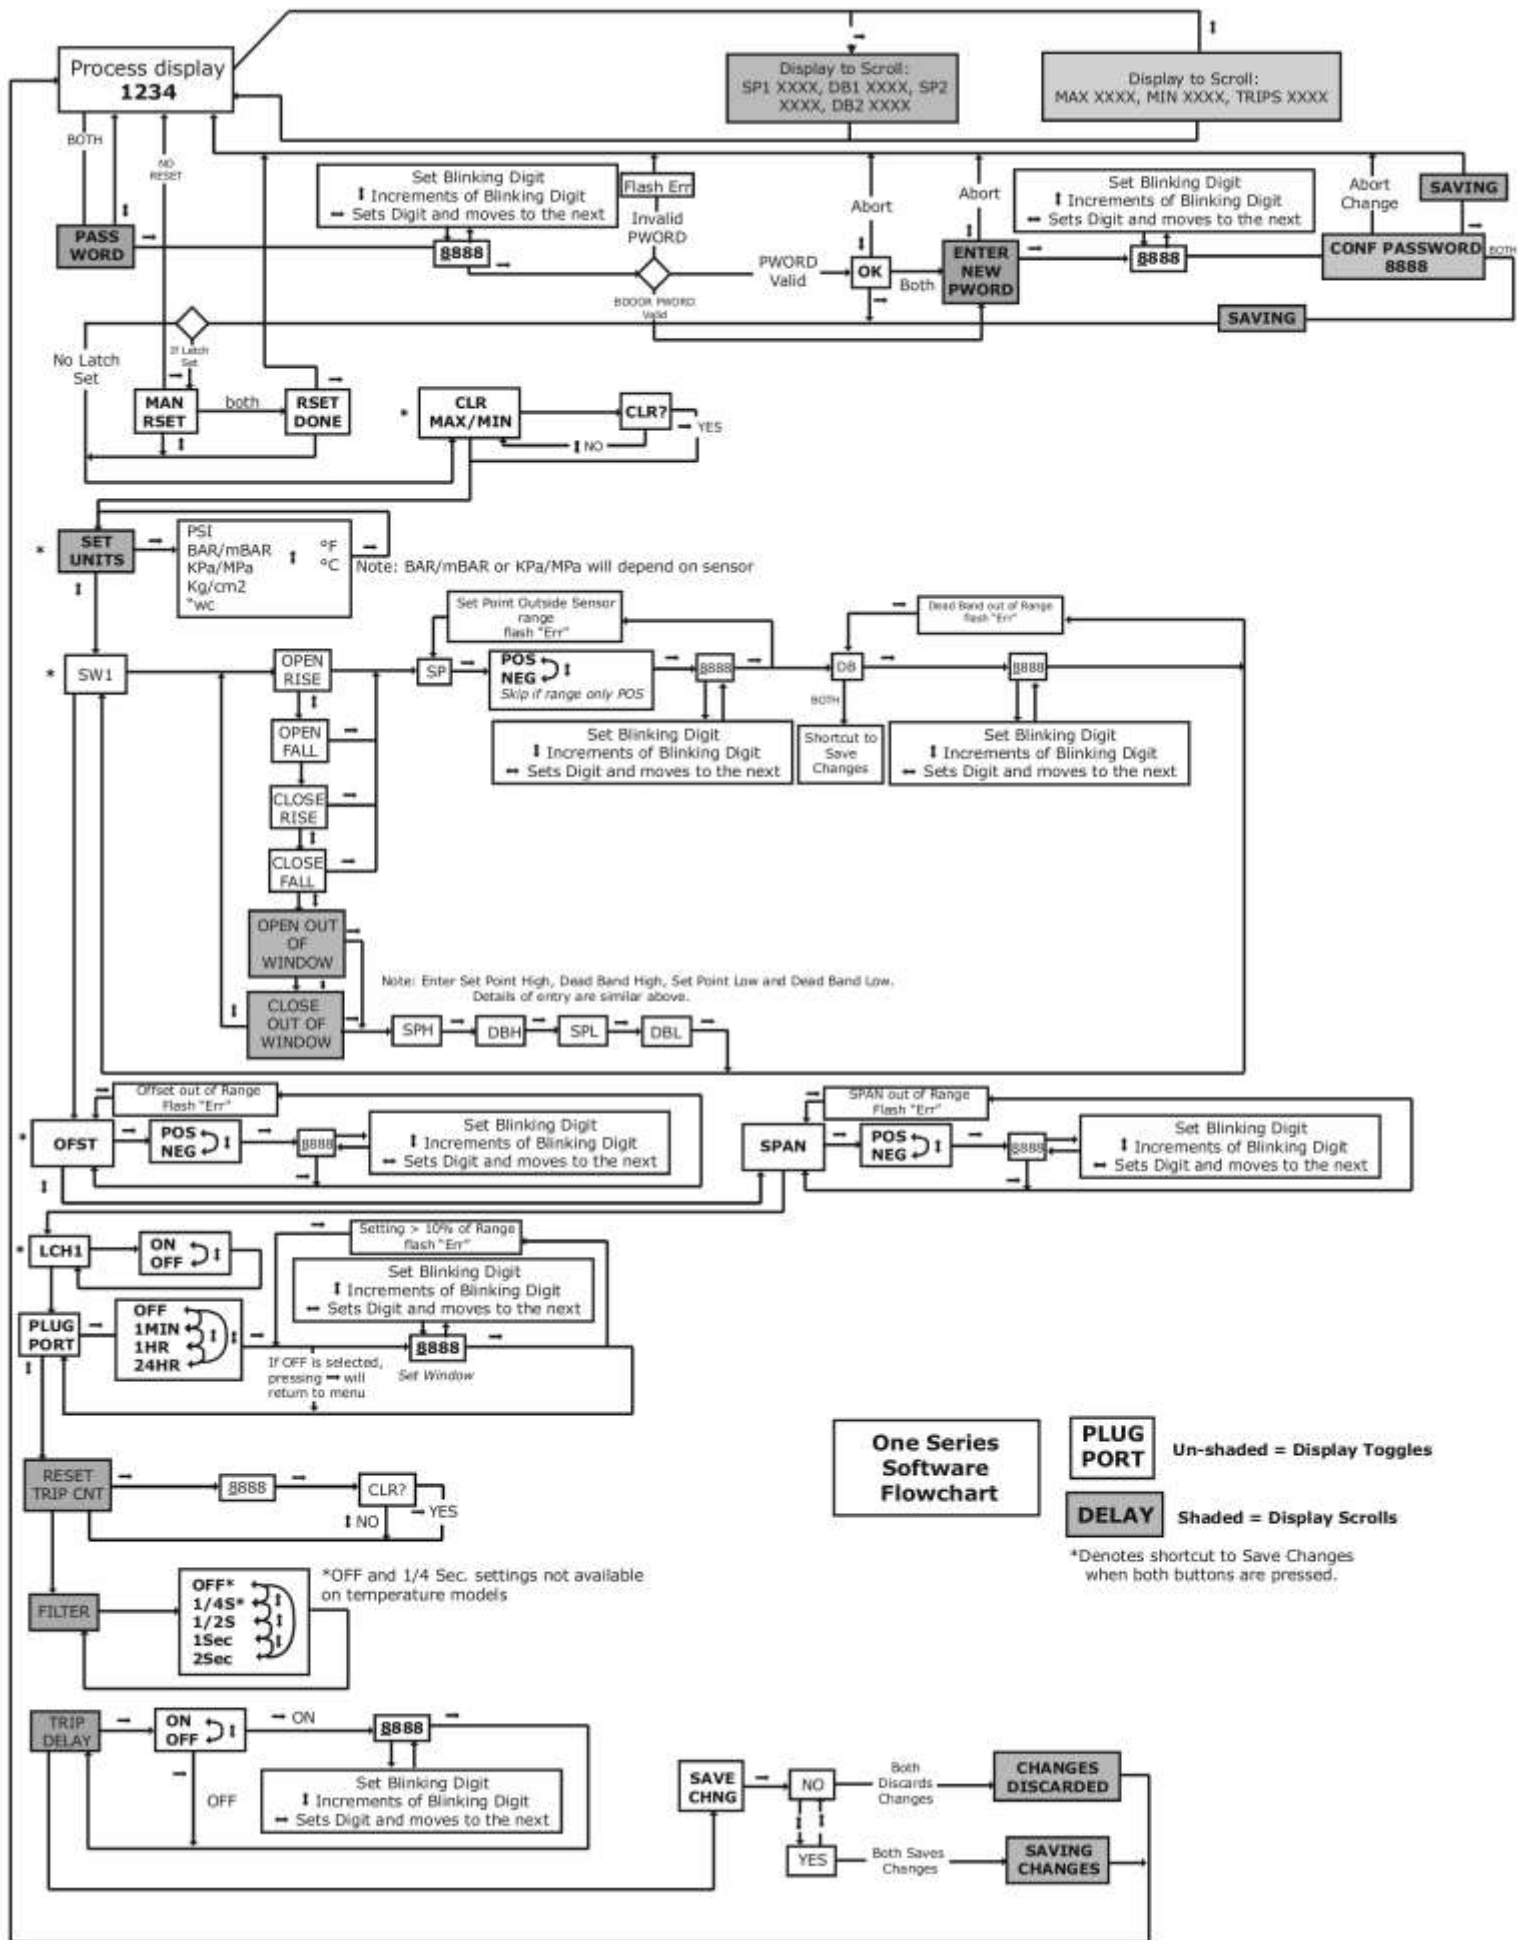 Process display
1234
Display to Scroll:
SP1 XXXX, DB1 XXXX, SP2
XXXX, DB2 XXXX
Display to Scroll:
MAX XXXX, MIN XXXX, TRIPS XXXX
BOTH
NO
RESET
Set Blinking Digit
↕ Increments of Blinking Digit
↔ Sets Digit and moves to the next
Flash Err
Invalid
PWORD
Abort
Abort
Set Blinking Digit
↕ Increments of Blinking Digit
↔ Sets Digit and moves to the next
Abort
Change
SAVING
PASS
WORD
8888
PWORD
Valid
OK
Both
ENTER
NEW
PWORD
8888
CONF PASSWORD
8888
BOTH
PWORD
Valid
SAVING
No Latch
Set
If Latch
Set
MAN
RSET
both
RSET
DONE
*
CLR
MAX/MIN
CLR?
YES
NO
*
SET
UNITS
PSI
BAR/mBAR
KPa/MPa
Kg/cm2
"wc
°F
°C
Note: BAR/mBAR or KPa/MPa will depend on sensor
Set Point Outside Sensor
range
flash "Err"
Dead Band out of Range
flash "Err"
*
SW1
OPEN
RISE
SP
POS
NEG
Skip if range only POS
8888
DB
8888
BOTH
OPEN
FALL
Set Blinking Digit
↕ Increments of Blinking Digit
↔ Sets Digit and moves to the next
Shortcut to
Save
Changes
Set Blinking Digit
↕ Increments of Blinking Digit
↔ Sets Digit and moves to the next
CLOSE
RISE
CLOSE
FALL
OPEN OUT
OF
WINDOW
Note: Enter Set Point High, Dead Band High, Set Point Low and Dead Band Low.
Details of entry are similar above.
CLOSE
OUT OF
WINDOW
SPH
DBH
SPL
DBL
Offset out of Range
Flash "Err"
SPAN out of Range
Flash "Err"
*
OFST
POS
NEG
8888
Set Blinking Digit
↕ Increments of Blinking Digit
↔ Sets Digit and moves to the next
SPAN
POS
NEG
8888
Set Blinking Digit
↕ Increments of Blinking Digit
↔ Sets Digit and moves to the next
*
LCH1
ON
OFF
Setting > 10% of Range
flash "Err"
Set Blinking Digit
↕ Increments of Blinking Digit
↔ Sets Digit and moves to the next
PLUG
PORT
OFF
1MIN
1HR
24HR
If OFF is selected,
pressing → will
return to menu
8888
Set Window
One Series
Software
Flowchart
PLUG
PORT
Un-shaded = Display Toggles
DELAY
Shaded = Display Scrolls
*Denotes shortcut to Save Changes
when both buttons are pressed.
RESET
TRIP CNT
8888
CLR?
YES
NO
FILTER
OFF*
1/4S*
1/2S
1Sec
2Sec
*OFF and 1/4 Sec. settings not available
on temperature models
TRIP
DELAY
ON
OFF
ON
8888
OFF
Set Blinking Digit
↕ Increments of Blinking Digit
↔ Sets Digit and moves to the next
SAVE
CHNG
NO
Both
Discards
Changes
CHANGES
DISCARDED
YES
Both Saves
Changes
SAVING
CHANGES